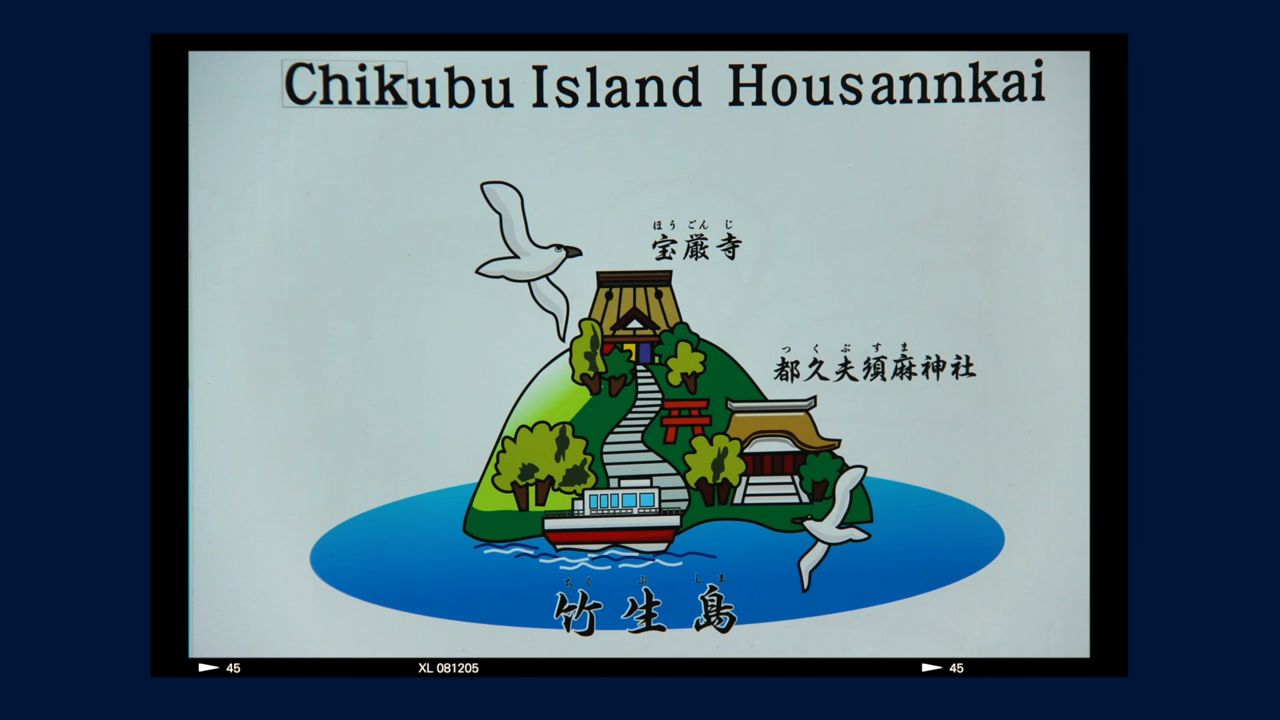 Chikubu Island Housannkai
ほうごんじ
宝厳寺
つくぶすま
都久夫須麻神社
ちくぶしま
竹生島
45 XL 081205 45